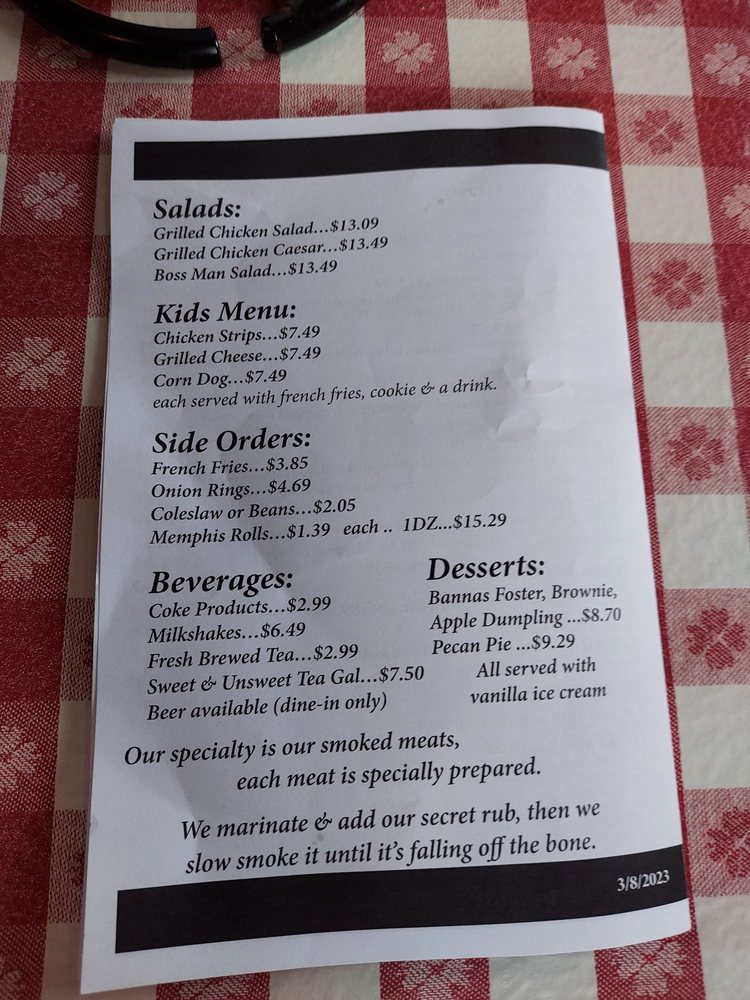 Salads:
Grilled Chicken Salad...$13.09
Grilled Chicken Caesar...$13.49
Boss Man Salad...$13.49
Kids Menu:
Chicken Strips...$7.49
Grilled Cheese...$7.49
Corn Dog...$7.49
each served with french fries, cookie & a drink.
Side Orders:
French Fries...$3.85
Onion Rings...$4.69
Coleslaw or Beans...$2.05
Memphis Rolls...$1.39 each .. 1DZ...$15.29
Beverages:
Coke Products...$2.99
Milkshakes...$6.49
Fresh Brewed Tea...$2.99
Sweet & Unsweet Tea Gal...$7.50
Beer available (dine-in only)
Desserts:
Bannas Foster, Brownie,
Apple Dumpling ...$8.70
Pecan Pie ...$9.29
All served with
vanilla ice cream
Our specialty is our smoked meats,
each meat is specially prepared.
We marinate & add our secret rub, then we
slow smoke it until it's falling off the bone.
3/8/2023